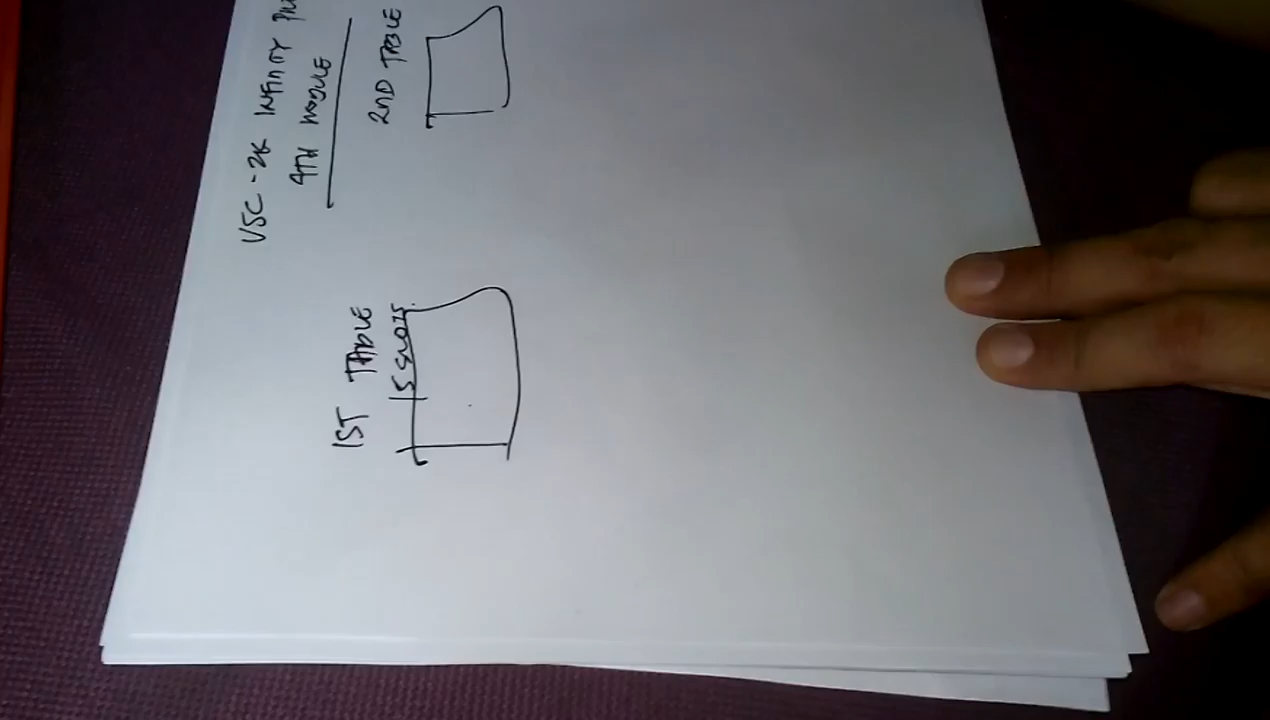 VSC - 2K INFINITY
4TH MODULE
2ND TABLE
1ST TABLE
15 SLOTS